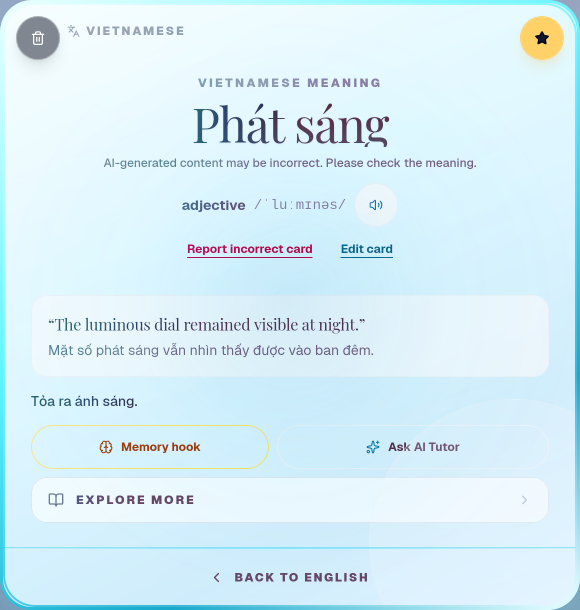 VIETNAMESE
VIETNAMESE MEANING
Phát sáng
AI-generated content may be incorrect. Please check the meaning.
adjective /ˈluːmɪnəs/
Report incorrect card Edit card
“The luminous dial remained visible at night.”
Mặt số phát sáng vẫn nhìn thấy được vào ban đêm.
Tỏa ra ánh sáng.
Memory hook Ask AI Tutor
EXPLORE MORE
BACK TO ENGLISH